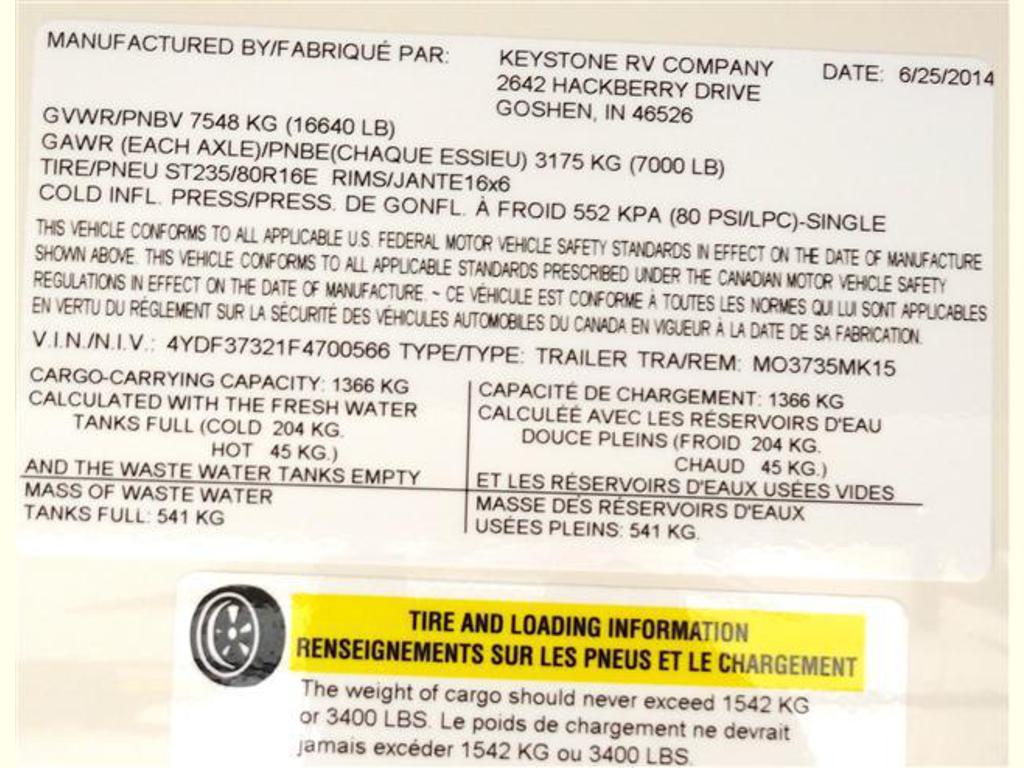 MANUFACTURED BY/FABRIQUÉ PAR: KEYSTONE RV COMPANY DATE: 6/25/2014
2642 HACKBERRY DRIVE
GOSHEN, IN 46526
GVWR/PNBV 7548 KG (16640 LB)
GAWR (EACH AXLE)/PNBE(CHAQUE ESSIEU) 3175 KG (7000 LB)
TIRE/PNEU ST235/80R16E RIMS/JANTE16x6
COLD INFL. PRESS/PRESS. DE GONFL. À FROID 552 KPA (80 PSI/LPC)-SINGLE
THIS VEHICLE CONFORMS TO ALL APPLICABLE U.S. FEDERAL MOTOR VEHICLE SAFETY STANDARDS IN EFFECT ON THE DATE OF MANUFACTURE
SHOWN ABOVE. THIS VEHICLE CONFORMS TO ALL APPLICABLE STANDARDS PRESCRIBED UNDER THE CANADIAN MOTOR VEHICLE SAFETY
REGULATIONS IN EFFECT ON THE DATE OF MANUFACTURE. ~ CE VÉHICULE EST CONFORME À TOUTES LES NORMES QUI LUI SONT APPLICABLES
EN VERTU DU RÉGLEMENT SUR LA SÉCURITÉ DES VÉHICULES AUTOMOBILES DU CANADA EN VIGUEUR À LA DATE DE SA FABRICATION.
V.I.N./N.I.V.: 4YDF37321F4700566 TYPE/TYPE: TRAILER TRA/REM: MO3735MK15
CARGO-CARRYING CAPACITY: 1366 KG
CALCULATED WITH THE FRESH WATER
TANKS FULL (COLD 204 KG.
HOT 45 KG.)
AND THE WASTE WATER TANKS EMPTY
MASS OF WASTE WATER
TANKS FULL: 541 KG
CAPACITÉ DE CHARGEMENT: 1366 KG
CALCULÉÉ AVEC LES RÉSERVOIRS D'EAU
DOUCE PLEINS (FROID 204 KG.
CHAUD 45 KG.)
ET LES RÉSERVOIRS D'EAUX USÉES VIDES
MASSE DES RÉSERVOIRS D'EAUX
USÉES PLEINS: 541 KG.
TIRE AND LOADING INFORMATION
RENSEIGNEMENTS SUR LES PNEUS ET LE CHARGEMENT
The weight of cargo should never exceed 1542 KG
or 3400 LBS. Le poids de chargement ne devrait
jamais excéder 1542 KG ou 3400 LBS.